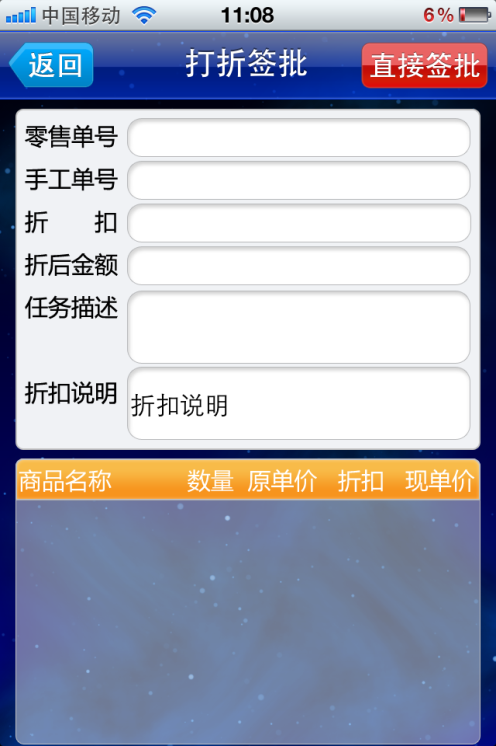 中国移动 11:08 6%
返回 打折签批 直接签批
零售单号
手工单号
折 扣
折后金额
任务描述
折扣说明 折扣说明
商品名称 数量 原单价 折扣 现单价